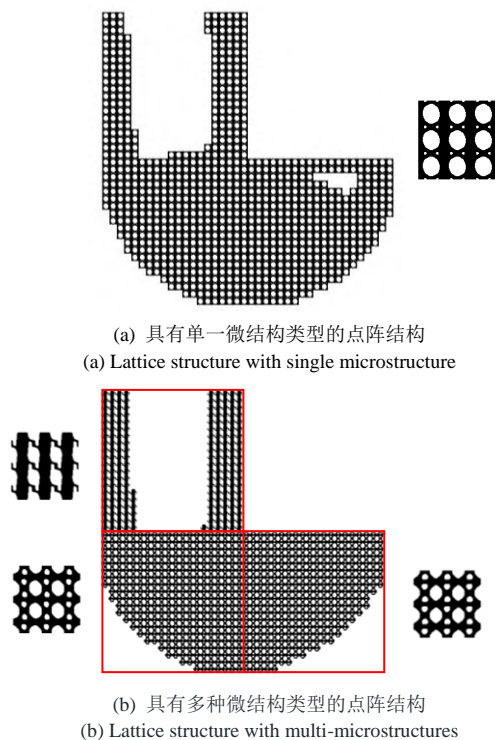 (a) 具有单一微结构类型的点阵结构
(a) Lattice structure with single microstructure
(b) 具有多种微结构类型的点阵结构
(b) Lattice structure with multi-microstructures